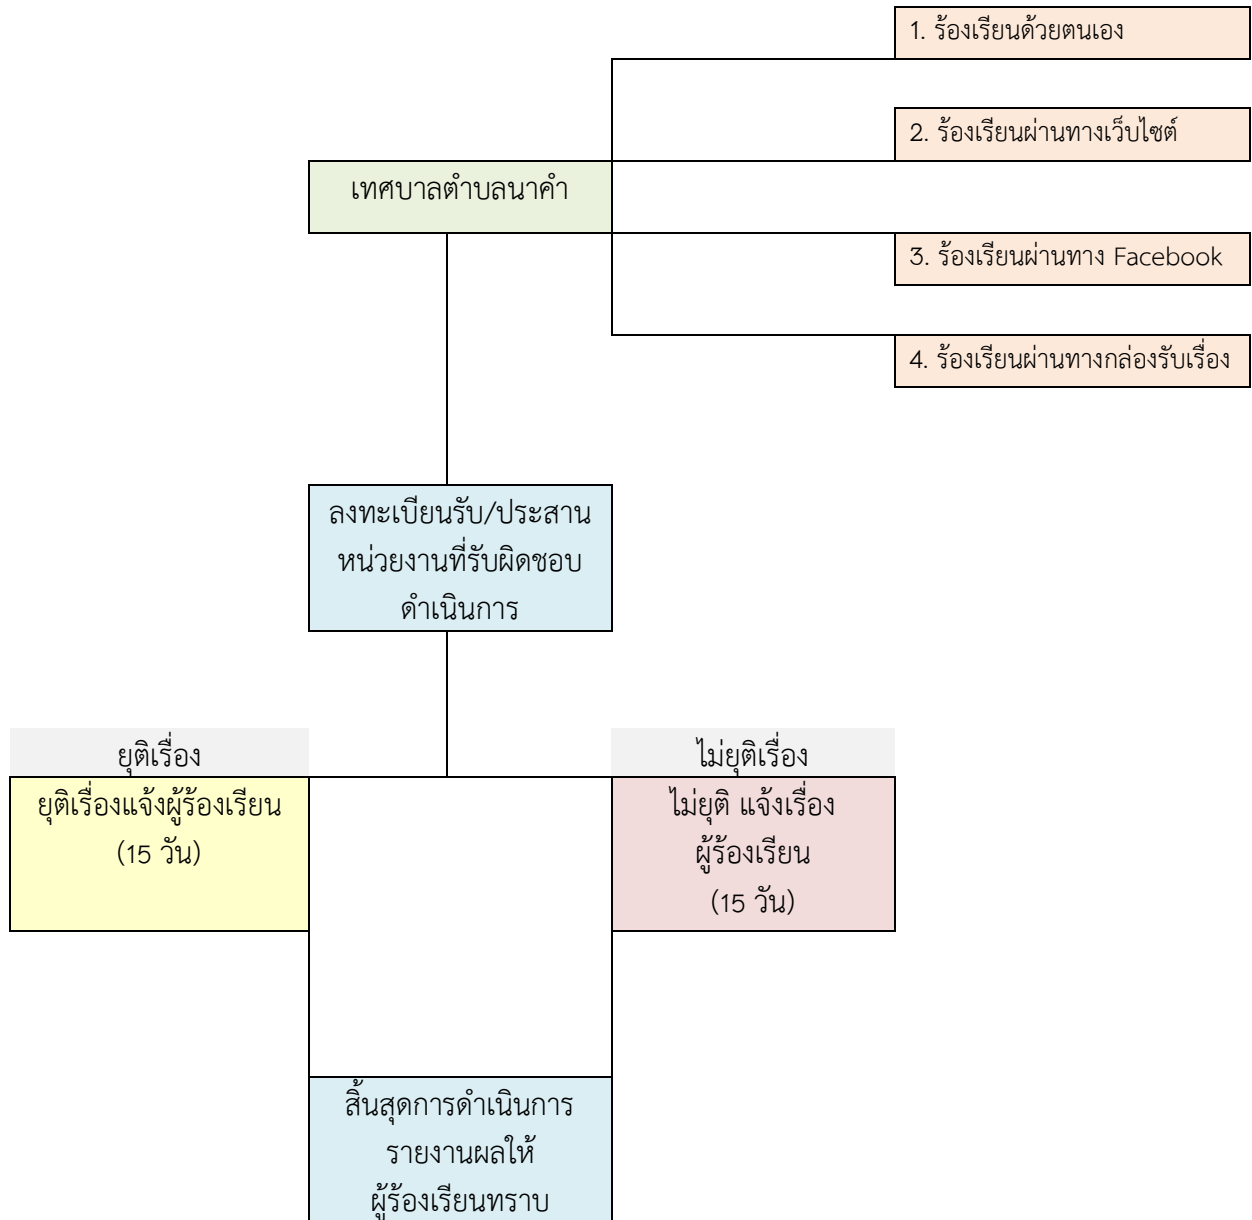 1. ร้องเรียนด้วยตนเอง
2. ร้องเรียนผ่านทางเว็บไซต์
เทศบาลตำบลนาคำ
3. ร้องเรียนผ่านทาง Facebook
4. ร้องเรียนผ่านทางกล่องรับเรื่อง
ลงทะเบียนรับ/ประสาน
หน่วยงานที่รับผิดชอบ
ดำเนินการ
ยุติเรื่อง
ยุติเรื่องแจ้งผู้ร้องเรียน
(15 วัน)
ไม่ยุติเรื่อง
ไม่ยุติ แจ้งเรื่อง
ผู้ร้องเรียน
(15 วัน)
สิ้นสุดการดำเนินการ
รายงานผลให้
ผู้ร้องเรียนทราบ